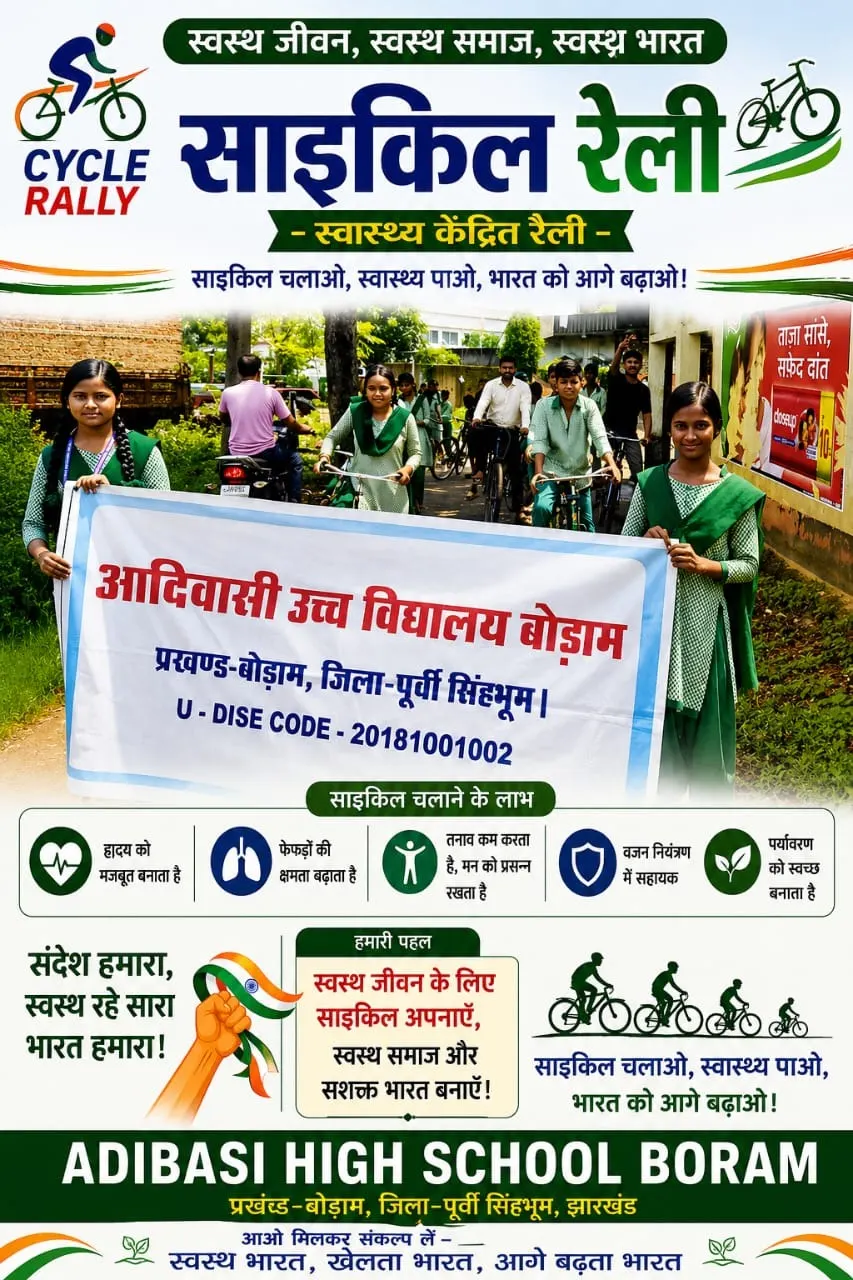 स्वस्थ जीवन, स्वस्थ समाज, स्वस्थ भारत
CYCLE
RALLY
साइकिल रेली
- स्वास्थ्य केंद्रित रैली -
साइकिल चलाओ, स्वास्थ्य पाओ, भारत को आगे बढ़ाओ!
ताज़ा सांसे,
सफ़ेद दांत
closeup
10
आदिवासी उच्च विद्यालय बोड़ाम
प्रखण्ड-बोड़ाम, जिला-पूर्वी सिंहभूम।
U - DISE CODE - 20181001002
साइकिल चलाने के लाभ
हृदय को
मजबूत बनाता है
फेफड़ों की
क्षमता बढ़ाता है
तनाव कम करता
है, मन को प्रसन्न
रखता है
वजन नियंत्रण
में सहायक
पर्यावरण
को स्वच्छ
बनाता है
संदेश हमारा,
स्वस्थ रहे सारा
भारत हमारा!
हमारी पहल
स्वस्थ जीवन के लिए
साइकिल अपनाएँ,
स्वस्थ समाज और
सशक्त भारत बनाएँ!
साइकिल चलाओ, स्वास्थ्य पाओ,
भारत को आगे बढ़ाओ!
ADIBASI HIGH SCHOOL BORAM
प्रखंड-बोड़ाम, जिला-पूर्वी सिंहभूम, झारखंड
आओ मिलकर संकल्प लें -
स्वस्थ भारत, खेलता भारत, आगे बढ़ता भारत